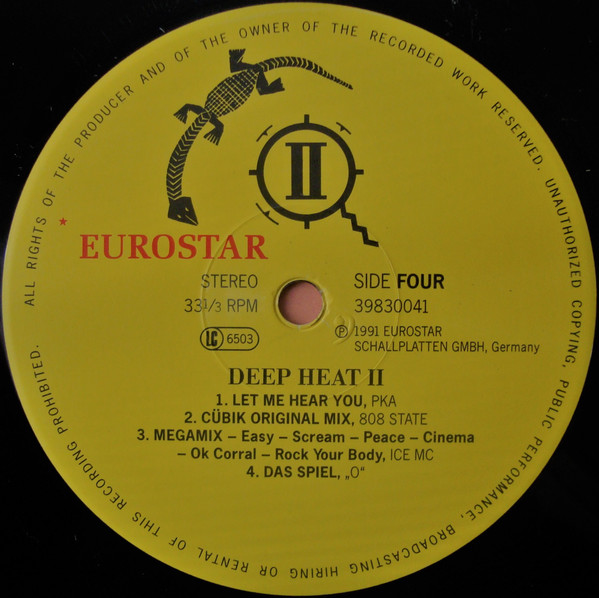 ALL RIGHTS OF THE PRODUCER AND OF THE OWNER OF THE RECORDED WORK RESERVED. UNAUTHORIZED COPYING, PUBLIC PERFORMANCE, BROADCASTING HIRING OR RENTAL OF THIS RECORDING PROHIBITED.
II
* EUROSTAR
STEREO
33 1/3 RPM
LC 6503
SIDE FOUR
39830041
℗ 1991 EUROSTAR
SCHALLPLATTEN GMBH, Germany
DEEP HEAT II
1. LET ME HEAR YOU, PKA
2. CÜBIK ORIGINAL MIX, 808 STATE
3. MEGAMIX – Easy – Scream – Peace – Cinema
– Ok Corral – Rock Your Body, ICE MC
4. DAS SPIEL, „O“